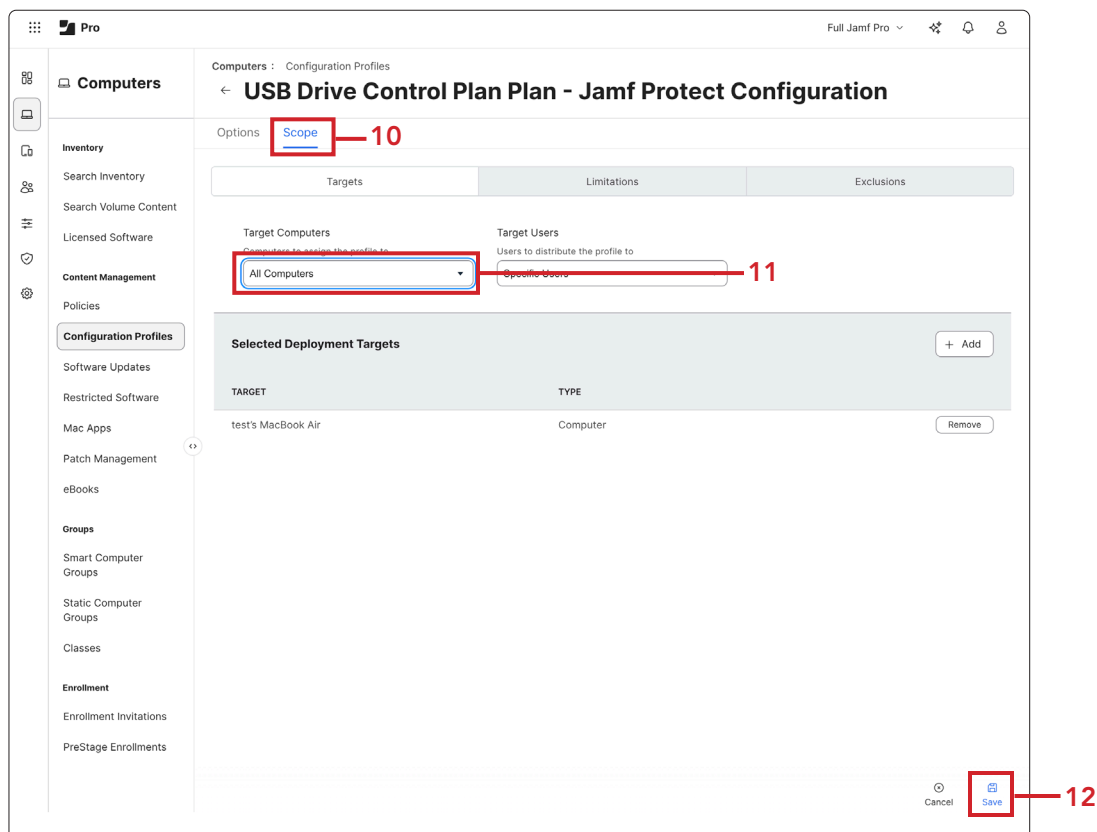 Pro
Full Jamf Pro
Computers
Computers : Configuration Profiles
USB Drive Control Plan Plan - Jamf Protect Configuration
Options
Scope
10
Inventory
Search Inventory
Search Volume Content
Licensed Software
Content Management
Policies
Configuration Profiles
Software Updates
Restricted Software
Mac Apps
Patch Management
eBooks
Groups
Smart Computer
Groups
Static Computer
Groups
Classes
Enrollment
Enrollment Invitations
PreStage Enrollments
Targets
Limitations
Exclusions
Target Computers
Computers to assign the profile to
All Computers
Target Users
Users to distribute the profile to
Specific Users
11
Selected Deployment Targets
+ Add
TARGET
TYPE
test's MacBook Air
Computer
Remove
Cancel
Save
12